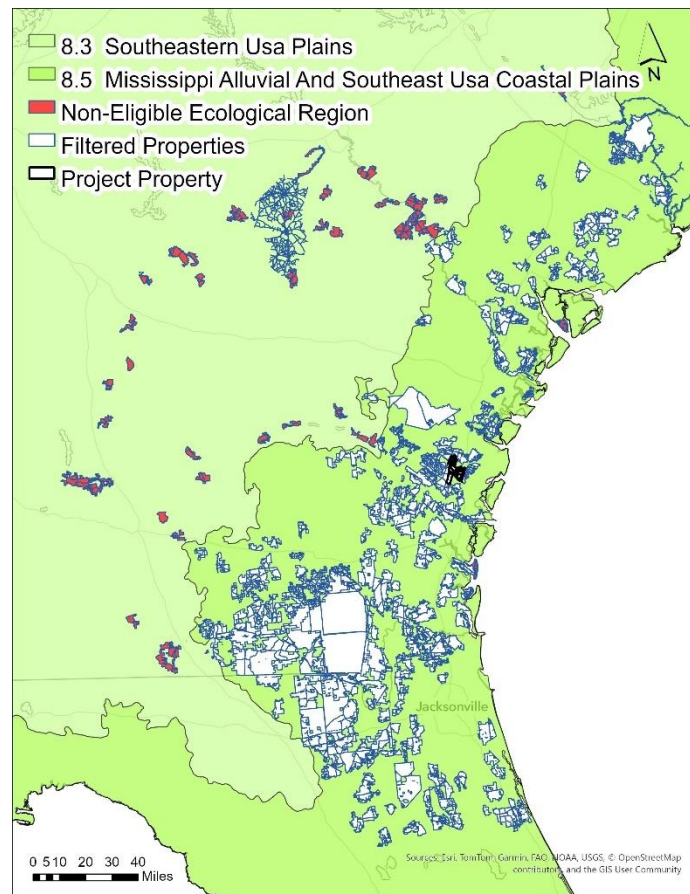 8.3 Southeastern Usa Plains
8.5 Mississippi Alluvial And Southeast Usa Coastal Plains
Non-Eligible Ecological Region
Filtered Properties
Project Property
N
Jacksonville
0 5 10 20 30 40
Miles
Sources: Esri, TomTom, Garmin, FAO, NOAA, USGS, © OpenStreetMap
contributors, and the GIS User Community